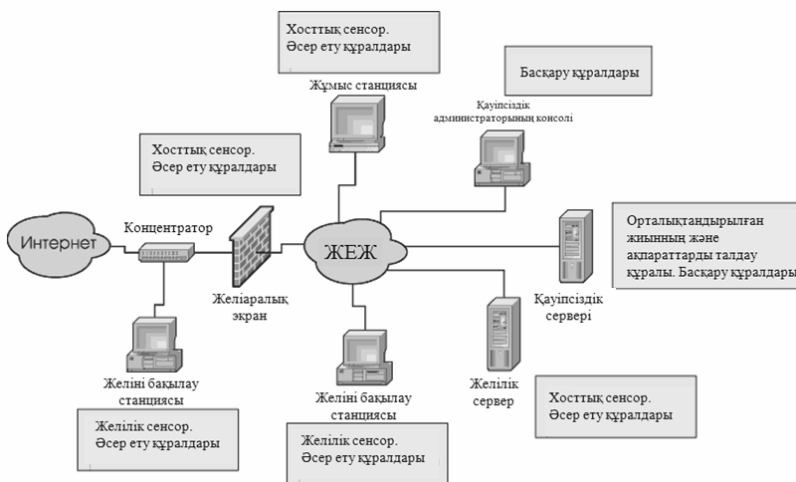 Хосттық сенсор.
Әсер ету құралдары
Жұмыс станциясы
Басқару құралдары
Қауіпсіздік
администраторының консолі
Хосттық сенсор.
Әсер ету құралдары
Интернет
Концентратор
Желіаралық
экран
ЖЕЖ
Орталықтандырылған
жиынның және
ақпараттарды талдау
құралы. Басқару құралдары
Қауіпсіздік
сервері
Желіні бақылау
станциясы
Желілік сенсор.
Әсер ету құралдары
Желіні бақылау
станциясы
Желілік сенсор.
Әсер ету құралдары
Желілік
сервер
Хосттық сенсор.
Әсер ету құралдары